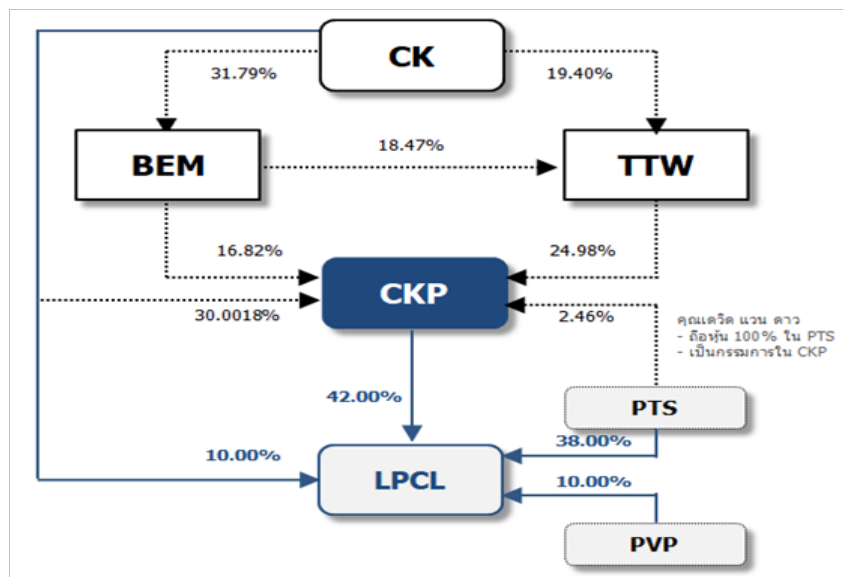 CK
31.79%
19.40%
BEM
18.47%
TTW
16.82%
24.98%
CKP
30.0018%
2.46%
คุณเดวิด แวน ดาว
- ถือหุ้น 100% ใน PTS
- เป็นกรรมการใน CKP
42.00%
PTS
38.00%
10.00%
LPCL
10.00%
PVP